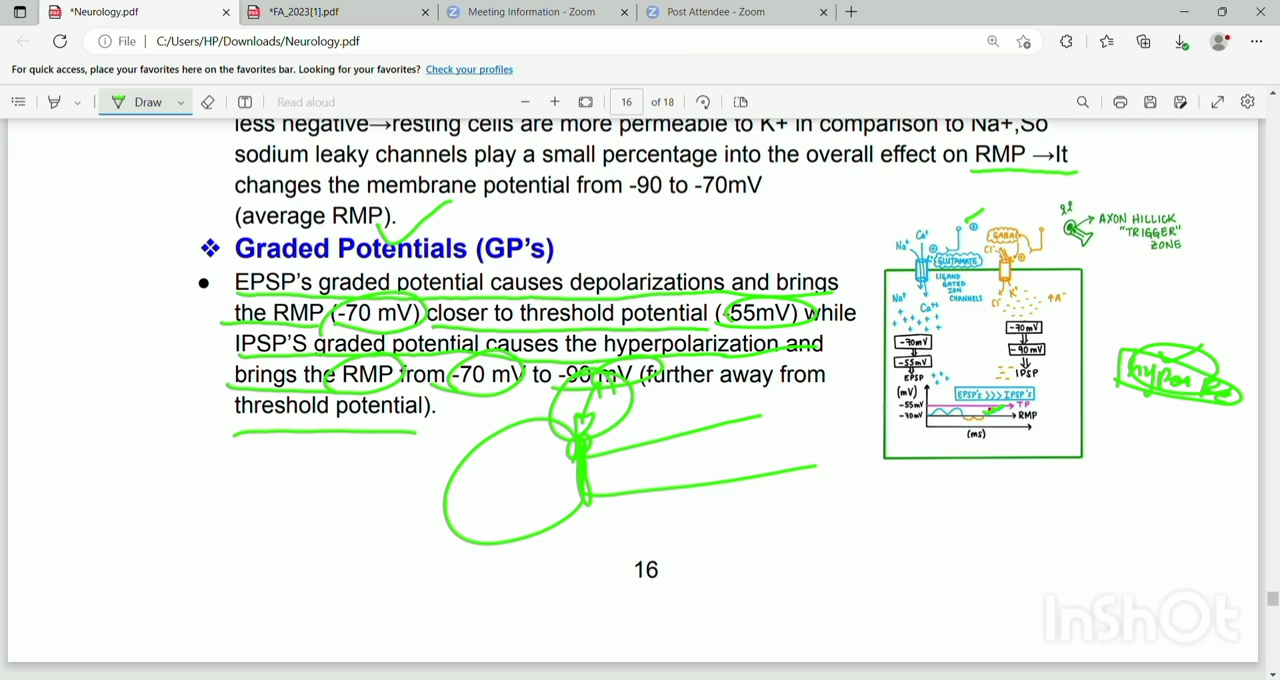 *Neurology.pdf
*FA_2023[1].pdf
Meeting Information - Zoom
Post Attendee - Zoom
File
C:/Users/HP/Downloads/Neurology.pdf
For quick access, place your favorites here on the favorites bar. Looking for your favorites? Check your profiles
Draw
Read aloud
16 of 18
less negative→resting cells are more permeable to K+ in comparison to Na+,So
sodium leaky channels play a small percentage into the overall effect on RMP →It
changes the membrane potential from -90 to -70mV
(average RMP).
❖ Graded Potentials (GP's)
● EPSP's graded potential causes depolarizations and brings
the RMP (-70 mV) closer to threshold potential (-55mV) while
IPSP'S graded potential causes the hyperpolarization and
brings the RMP from -70 mV to -90 mV (further away from
threshold potential).
AXON HILLICK
"TRIGGER"
ZONE
Ca⁺
Na⁺
GLUTAMATE
GABA
Cl⁻
LIGAND
GATED
ION
CHANNELS
K⁺
Cl⁻
↑A⁻
Na⁺
Ca⁺⁺
-70mV
-55mV
EPSP
-70mV
-90mV
IPSP
(mV)
EPSP's >>> IPSP's
-55mV
TP
-70mV
RMP
(ms)
16
InShOt